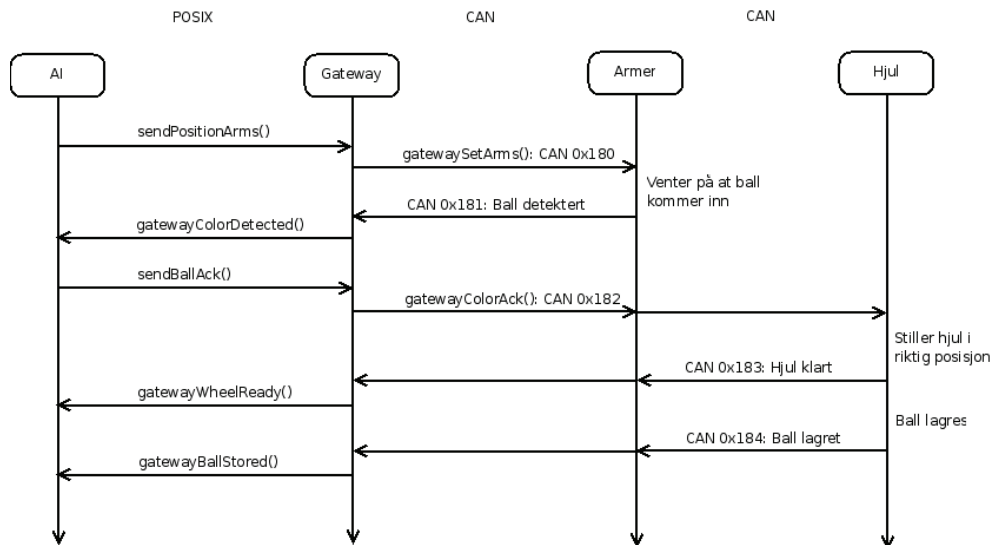 POSIX
CAN
CAN
AI
Gateway
Armer
Hjul
sendPositionArms()
gatewaySetArms(): CAN 0x180
Venter på at ball
kommer inn
CAN 0x181: Ball detektert
gatewayColorDetected()
sendBallAck()
gatewayColorAck(): CAN 0x182
Stiller hjul i
riktig posisjon
CAN 0x183: Hjul klart
gatewayWheelReady()
Ball lagres
CAN 0x184: Ball lagret
gatewayBallStored()